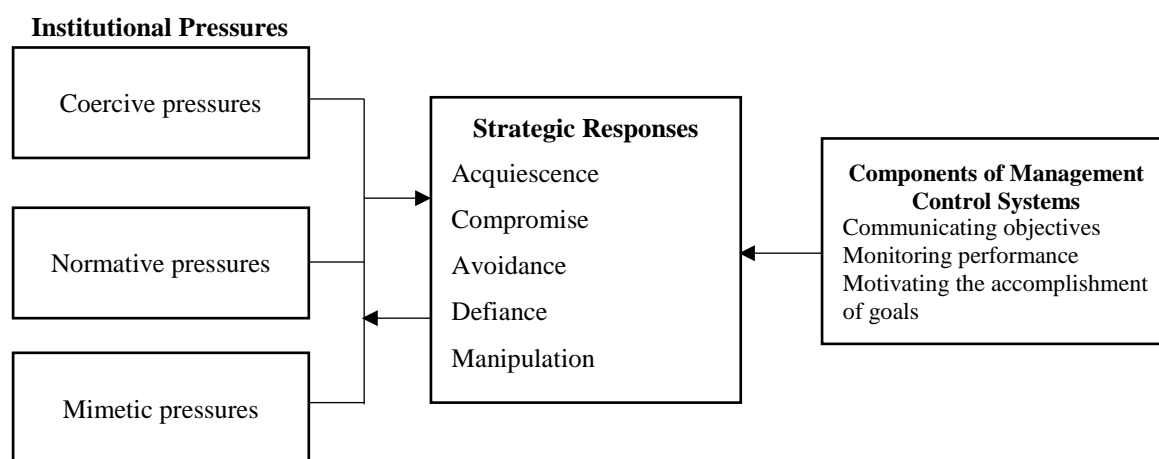 Institutional Pressures
Coercive pressures
Normative pressures
Mimetic pressures
Strategic Responses
Acquiescence
Compromise
Avoidance
Defiance
Manipulation
Components of Management
Control Systems
Communicating objectives
Monitoring performance
Motivating the accomplishment
of goals